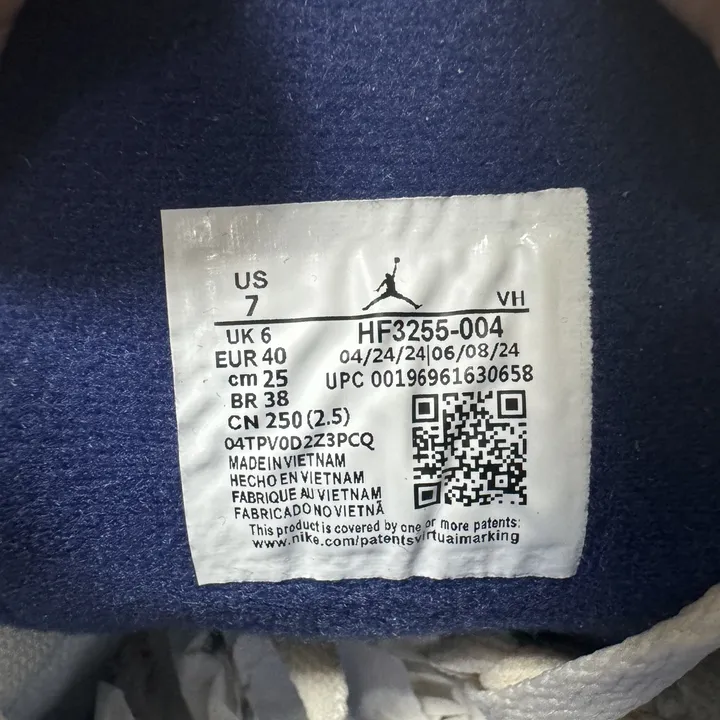 US
7
VH
UK 6
HF3255-004
EUR 40
04/24/24|06/08/24
cm 25
UPC 00196961630658
BR 38
CN 250 (2.5)
04TPV0D2Z3PCQ
MADE IN VIETNAM
HECHO EN VIETNAM
FABRIQUE AU VIETNAM
FABRICADO NO VIETNÃ
This product is covered by one or more patents:
www.nike.com/patentsvirtuaimarking